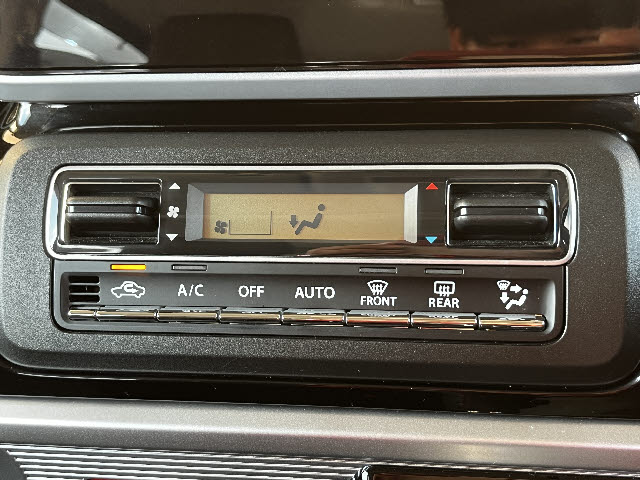 A/C OFF AUTO FRONT REAR